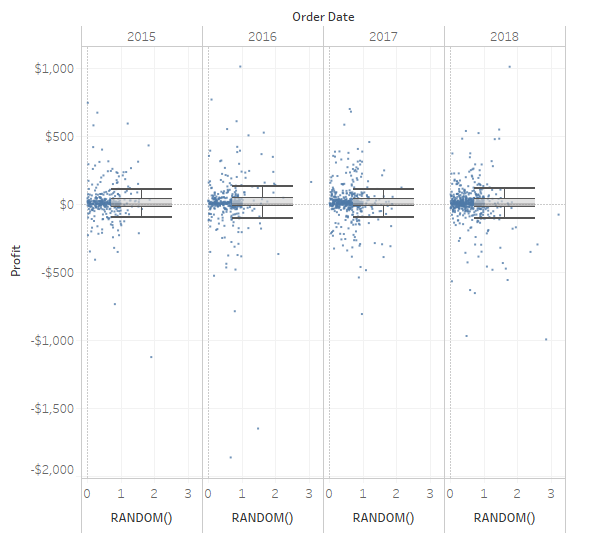 Order Date
2015 2016 2017 2018
$1,000
$500
$0
-$500
-$1,000
-$1,500
-$2,000
Profit
0 1 2 3 0 1 2 3 0 1 2 3 0 1 2 3
RANDOM() RANDOM() RANDOM() RANDOM()